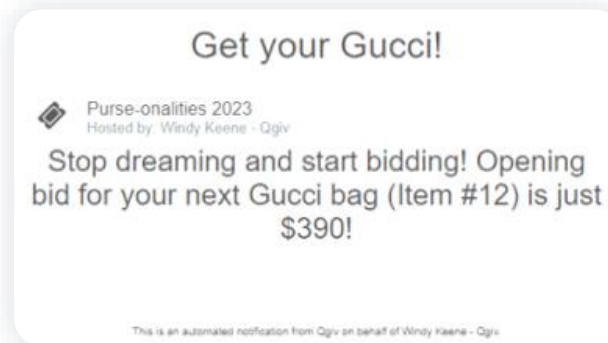 Get your Gucci!
Purse-onalities 2023
Hosted by: Windy Keene - Qgiv
Stop dreaming and start bidding! Opening
bid for your next Gucci bag (Item #12) is just
$390!
This is an automated notification from Qgiv on behalf of Windy Keene - Qgiv.